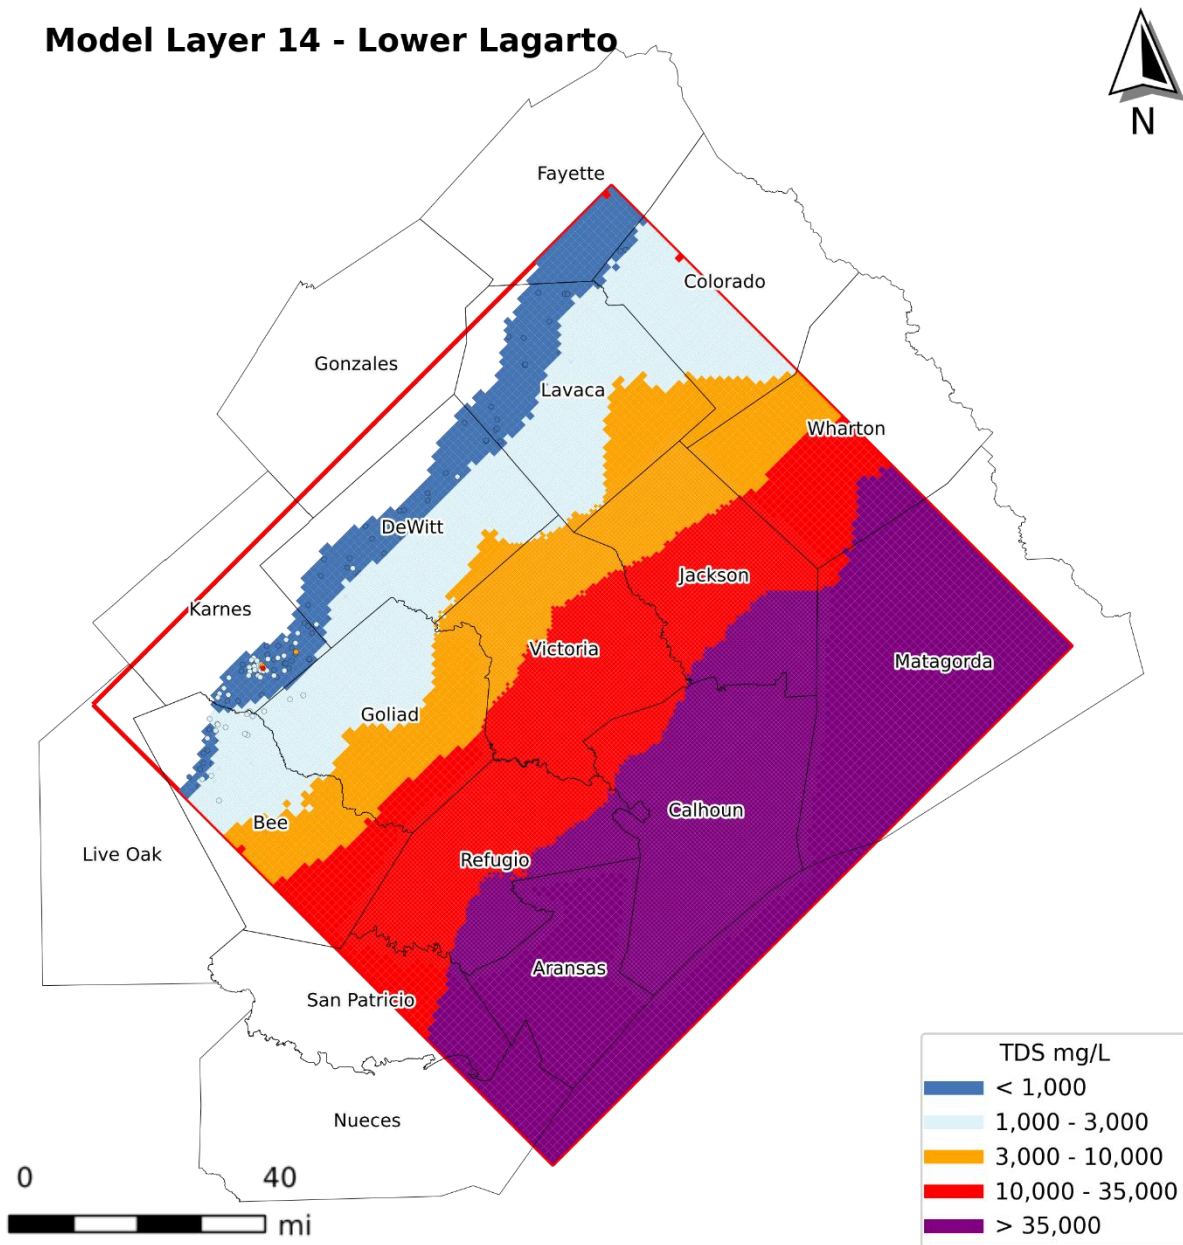 Model Layer 14 - Lower Lagarto
N
Fayette
Colorado
Gonzales
Lavaca
Wharton
DeWitt
Jackson
Karnes
Victoria
Matagorda
Goliad
Calhoun
Bee
Live Oak
Refugio
Aransas
San Patricio
Nueces
TDS mg/L
< 1,000
1,000 - 3,000
3,000 - 10,000
10,000 - 35,000
> 35,000
0 40
mi